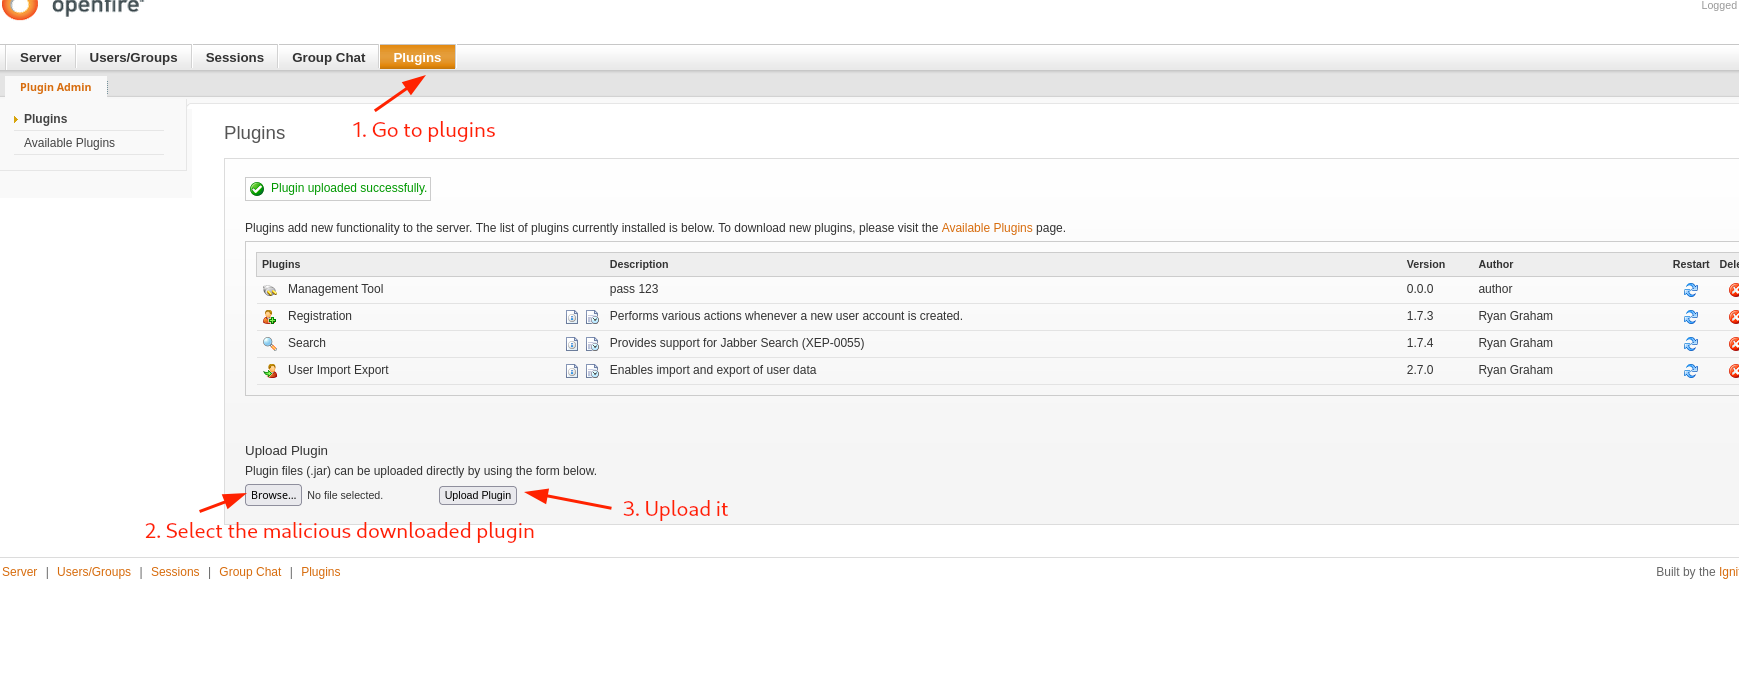 openfire
Logged
Server Users/Groups Sessions Group Chat Plugins
Plugin Admin
Plugins
Available Plugins
1. Go to plugins
Plugins
Plugin uploaded successfully.
Plugins add new functionality to the server. The list of plugins currently installed is below. To download new plugins, please visit the Available Plugins page.
Plugins Description Version Author Restart Dele
Management Tool pass 123 0.0.0 author
Registration Performs various actions whenever a new user account is created. 1.7.3 Ryan Graham
Search Provides support for Jabber Search (XEP-0055) 1.7.4 Ryan Graham
User Import Export Enables import and export of user data 2.7.0 Ryan Graham
Upload Plugin
Plugin files (.jar) can be uploaded directly by using the form below.
Browse... No file selected. Upload Plugin
3. Upload it
2. Select the malicious downloaded plugin
Server | Users/Groups | Sessions | Group Chat | Plugins
Built by the Igni